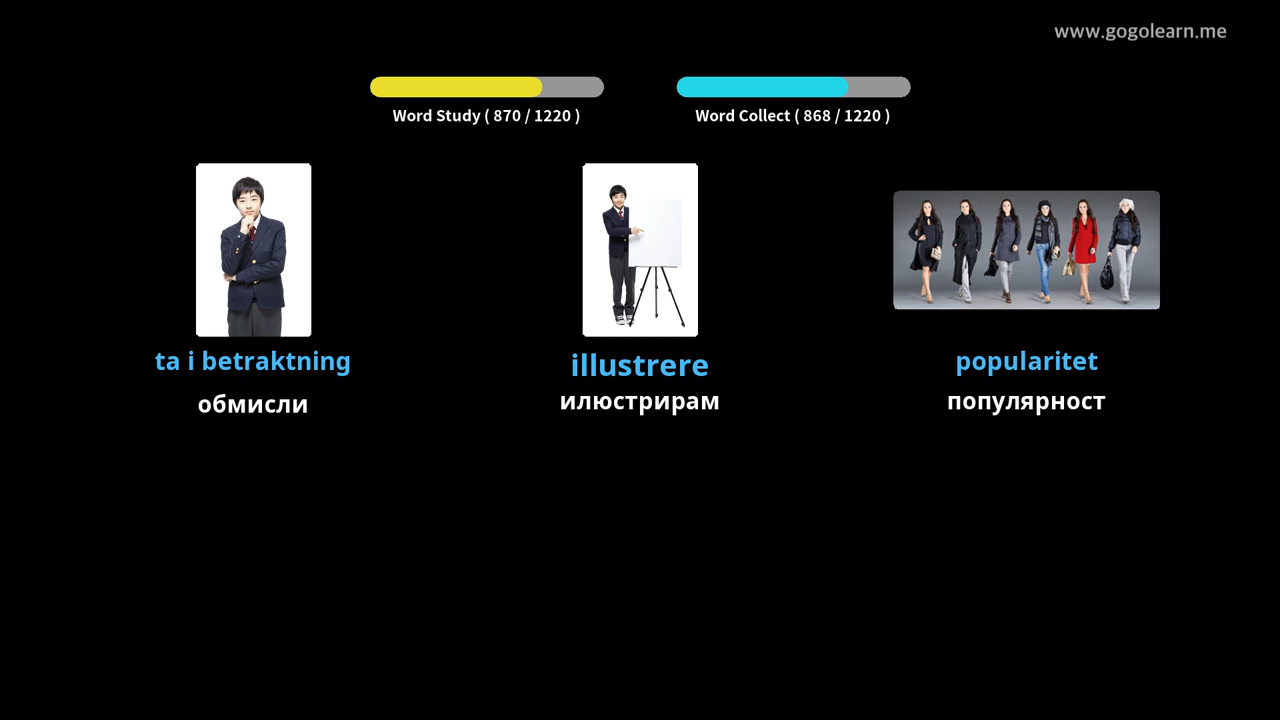 www.gogolearn.me
Word Study ( 870 / 1220 )
Word Collect ( 868 / 1220 )
ta i betraktning
обмисли
illustrere
илюстрирам
popularitet
популярност